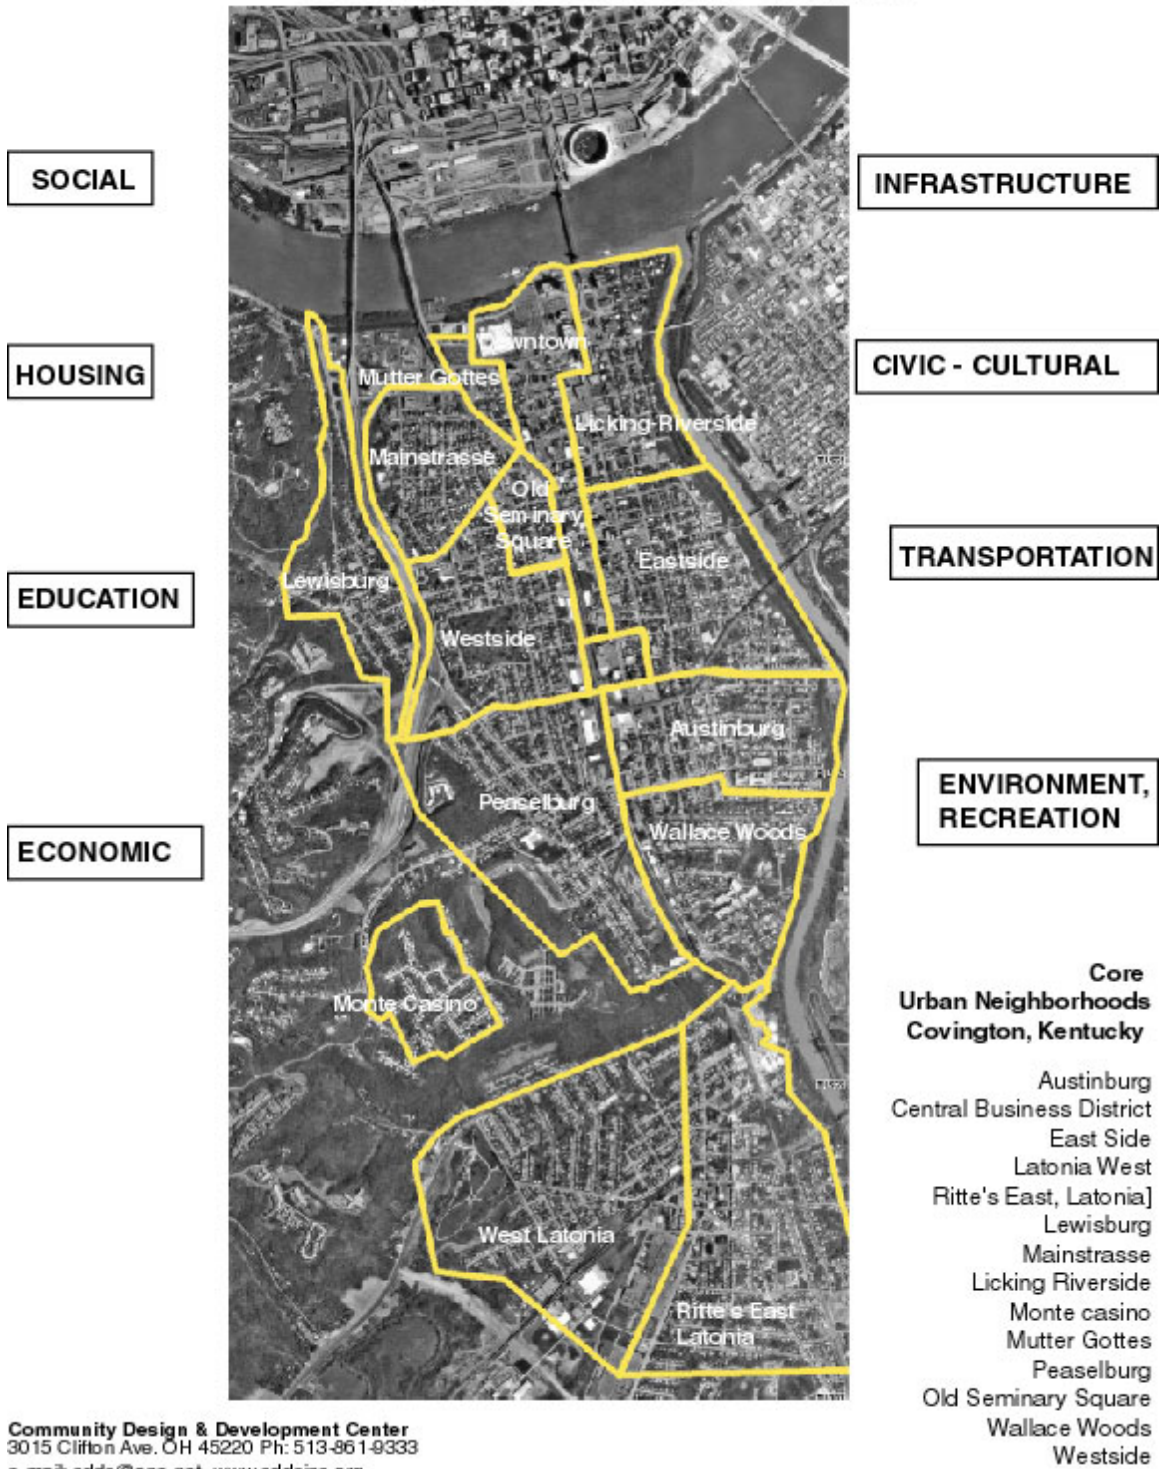 SOCIAL
INFRASTRUCTURE
HOUSING
CIVIC - CULTURAL
EDUCATION
TRANSPORTATION
ECONOMIC
ENVIRONMENT,
RECREATION
Downtown
Mutter Gottes
Licking-Riverside
Mainstrasse
Old
Seminary
Square
Eastside
Lewisburg
Westside
Austinburg
Peaselburg
Wallace Woods
Monte Casino
West Latonia
Ritte's East
Latonia
Core
Urban Neighborhoods
Covington, Kentucky
Austinburg
Central Business District
East Side
Latonia West
Ritte's East, Latonia]
Lewisburg
Mainstrasse
Licking Riverside
Monte casino
Mutter Gottes
Peaselburg
Old Seminary Square
Wallace Woods
Westside
Community Design & Development Center
3015 Clifton Ave. OH 45220 Ph: 513-861-9333